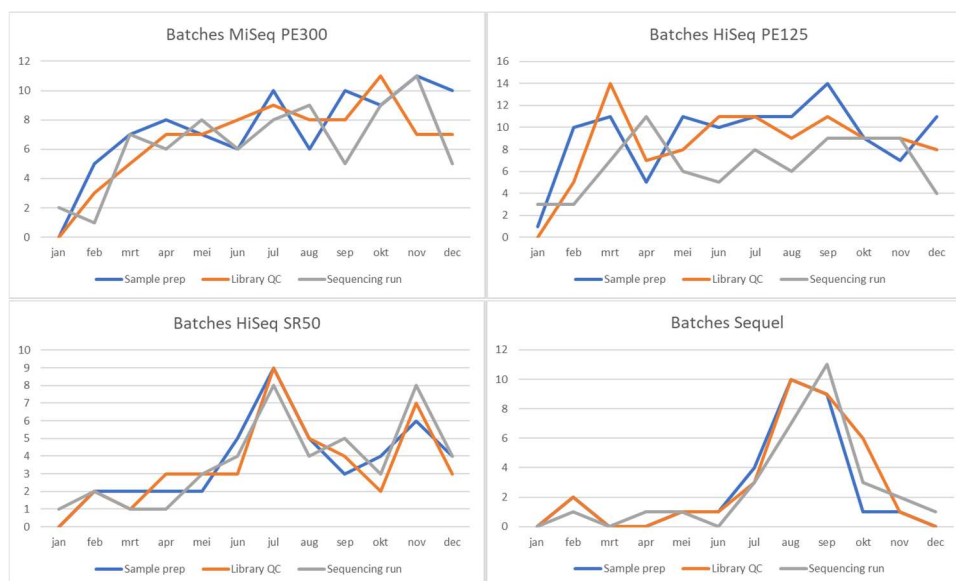 Batches MiSeq PE300
12
10
8
6
4
2
0
jan feb mrt apr mei jun jul aug sep okt nov dec
Sample prep Library QC Sequencing run
Batches HiSeq PE125
16
14
12
10
8
6
4
2
0
jan feb mrt apr mei jun jul aug sep okt nov dec
Sample prep Library QC Sequencing run
Batches HiSeq SR50
10
9
8
7
6
5
4
3
2
1
0
jan feb mrt apr mei jun jul aug sep okt nov dec
Sample prep Library QC Sequencing run
Batches Sequel
12
10
8
6
4
2
0
jan feb mrt apr mei jun jul aug sep okt nov dec
Sample prep Library QC Sequencing run